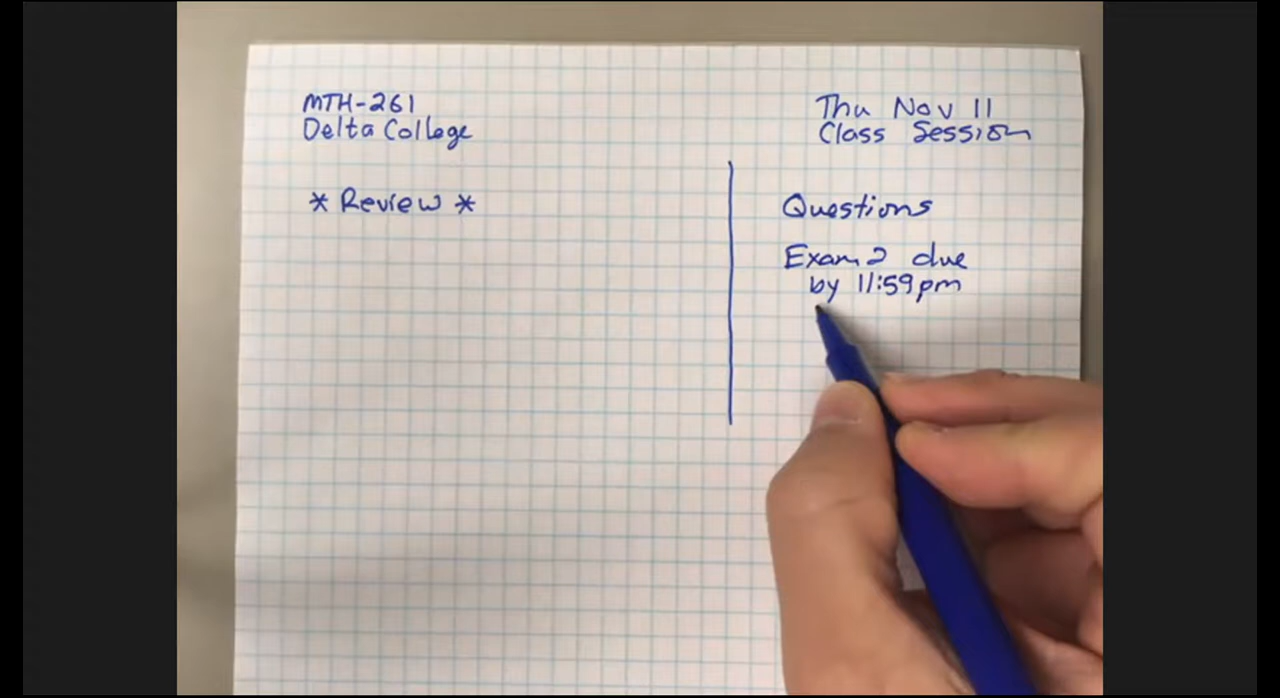 MTH-261
Delta College
Thu Nov 11
Class Session
* Review *
Questions
Exam 2 due
by 11:59pm